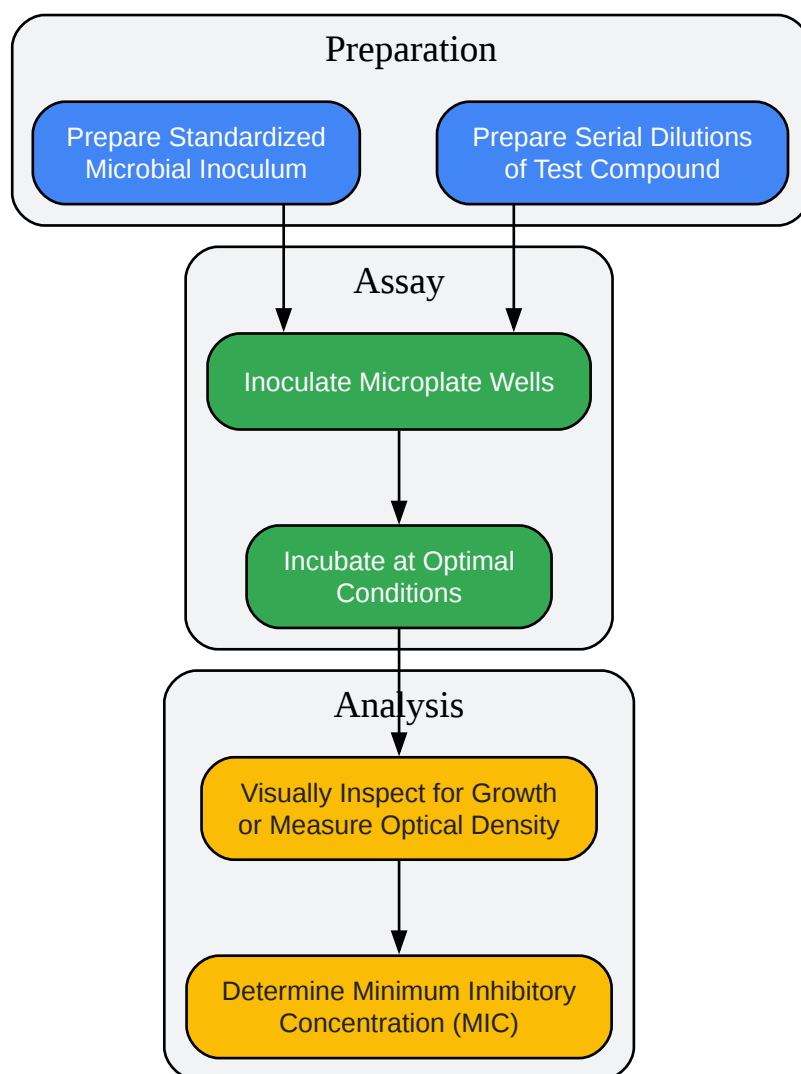 Preparation
Prepare Standardized
Microbial Inoculum
Prepare Serial Dilutions
of Test Compound
Assay
Inoculate Microplate Wells
Incubate at Optimal
Conditions
Analysis
Visually Inspect for Growth
or Measure Optical Density
Determine Minimum Inhibitory
Concentration (MIC)